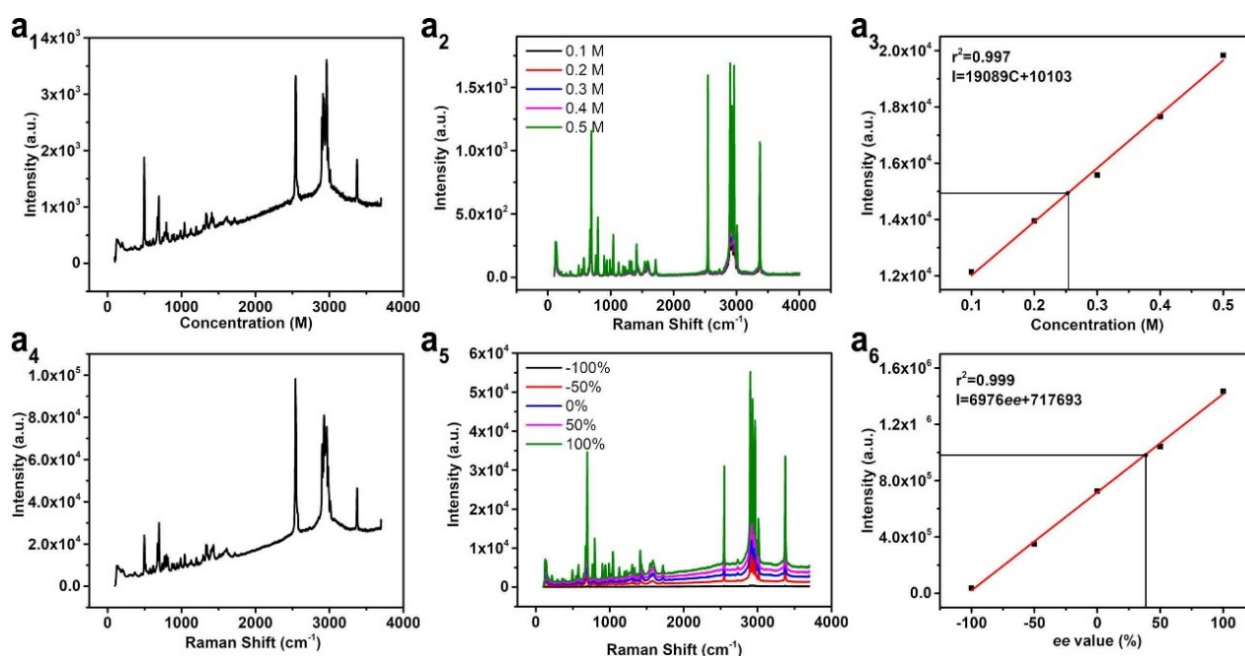 a1
4x10³
3x10³
2x10³
1x10³
0
Intensity (a.u.)
0 1000 2000 3000 4000
Concentration (M)
a2
0.1 M
0.2 M
0.3 M
0.4 M
0.5 M
1.5x10³
1.0x10³
5.0x10²
0.0
Intensity (a.u.)
0 1000 2000 3000 4000
Raman Shift (cm⁻¹)
a3
r²=0.997
I=19089C+10103
2.0x10⁴
1.8x10⁴
1.6x10⁴
1.4x10⁴
1.2x10⁴
Intensity (a.u.)
0.1 0.2 0.3 0.4 0.5
Concentration (M)
a4
1.0x10⁵
8.0x10⁴
6.0x10⁴
4.0x10⁴
2.0x10⁴
0.0
Intensity (a.u.)
0 1000 2000 3000 4000
Raman Shift (cm⁻¹)
a5
-100%
-50%
0%
50%
100%
6x10⁴
5x10⁴
4x10⁴
3x10⁴
2x10⁴
1x10⁴
0
Intensity (a.u.)
0 1000 2000 3000 4000
Raman Shift (cm⁻¹)
a6
r²=0.999
I=6976ee+717693
1.6x10⁶
1.2x10⁶
8.0x10⁵
4.0x10⁵
0.0
Intensity (a.u.)
-100 -50 0 50 100
ee value (%)